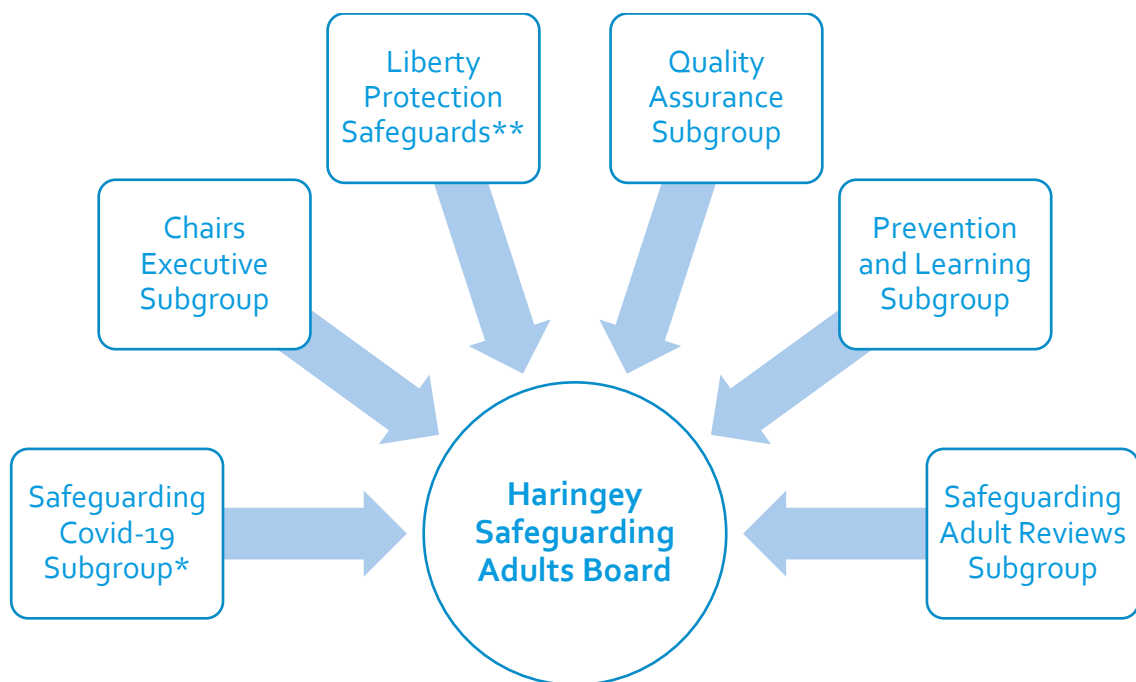 Liberty
Protection
Safeguards**
Quality
Assurance
Subgroup
Chairs
Executive
Subgroup
Prevention
and Learning
Subgroup
Safeguarding
Covid-19
Subgroup*
Haringey
Safeguarding
Adults Board
Safeguarding
Adult Reviews
Subgroup